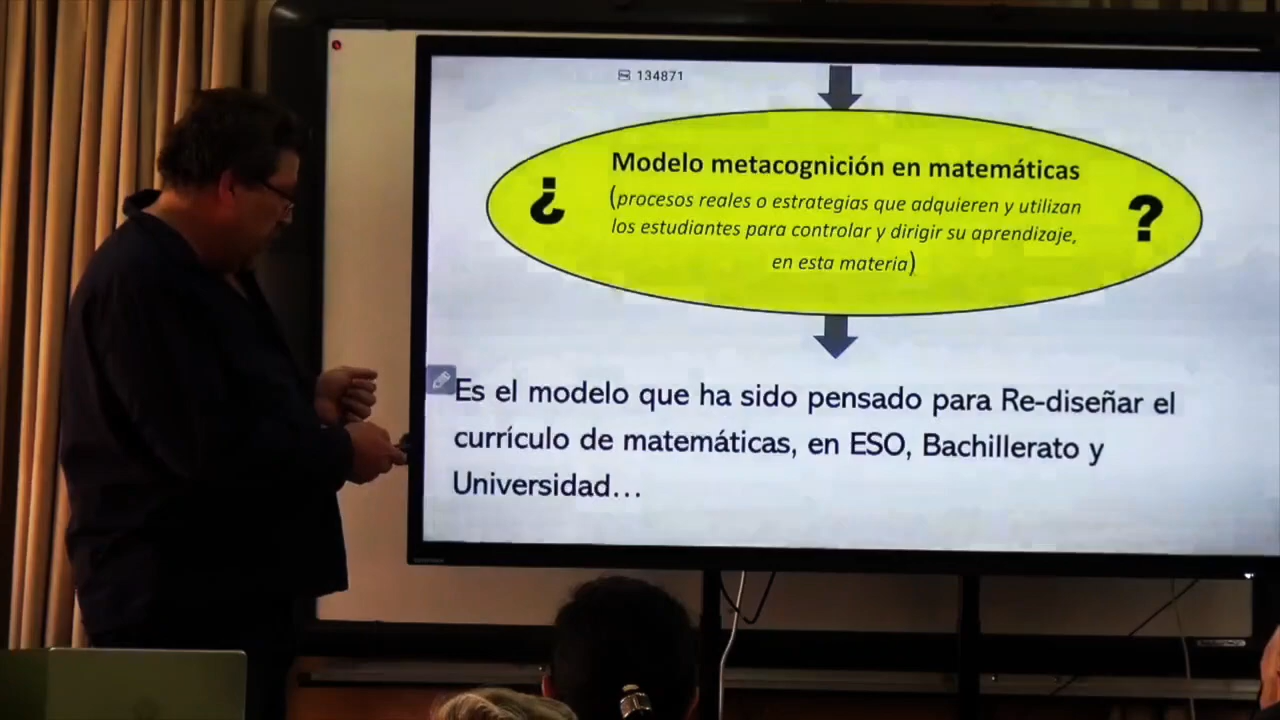 134871
Modelo metacognición en matemáticas
¿ (procesos reales o estrategias que adquieren y utilizan ?
los estudiantes para controlar y dirigir su aprendizaje,
en esta materia)
Es el modelo que ha sido pensado para Re-diseñar el
currículo de matemáticas, en ESO, Bachillerato y
Universidad...